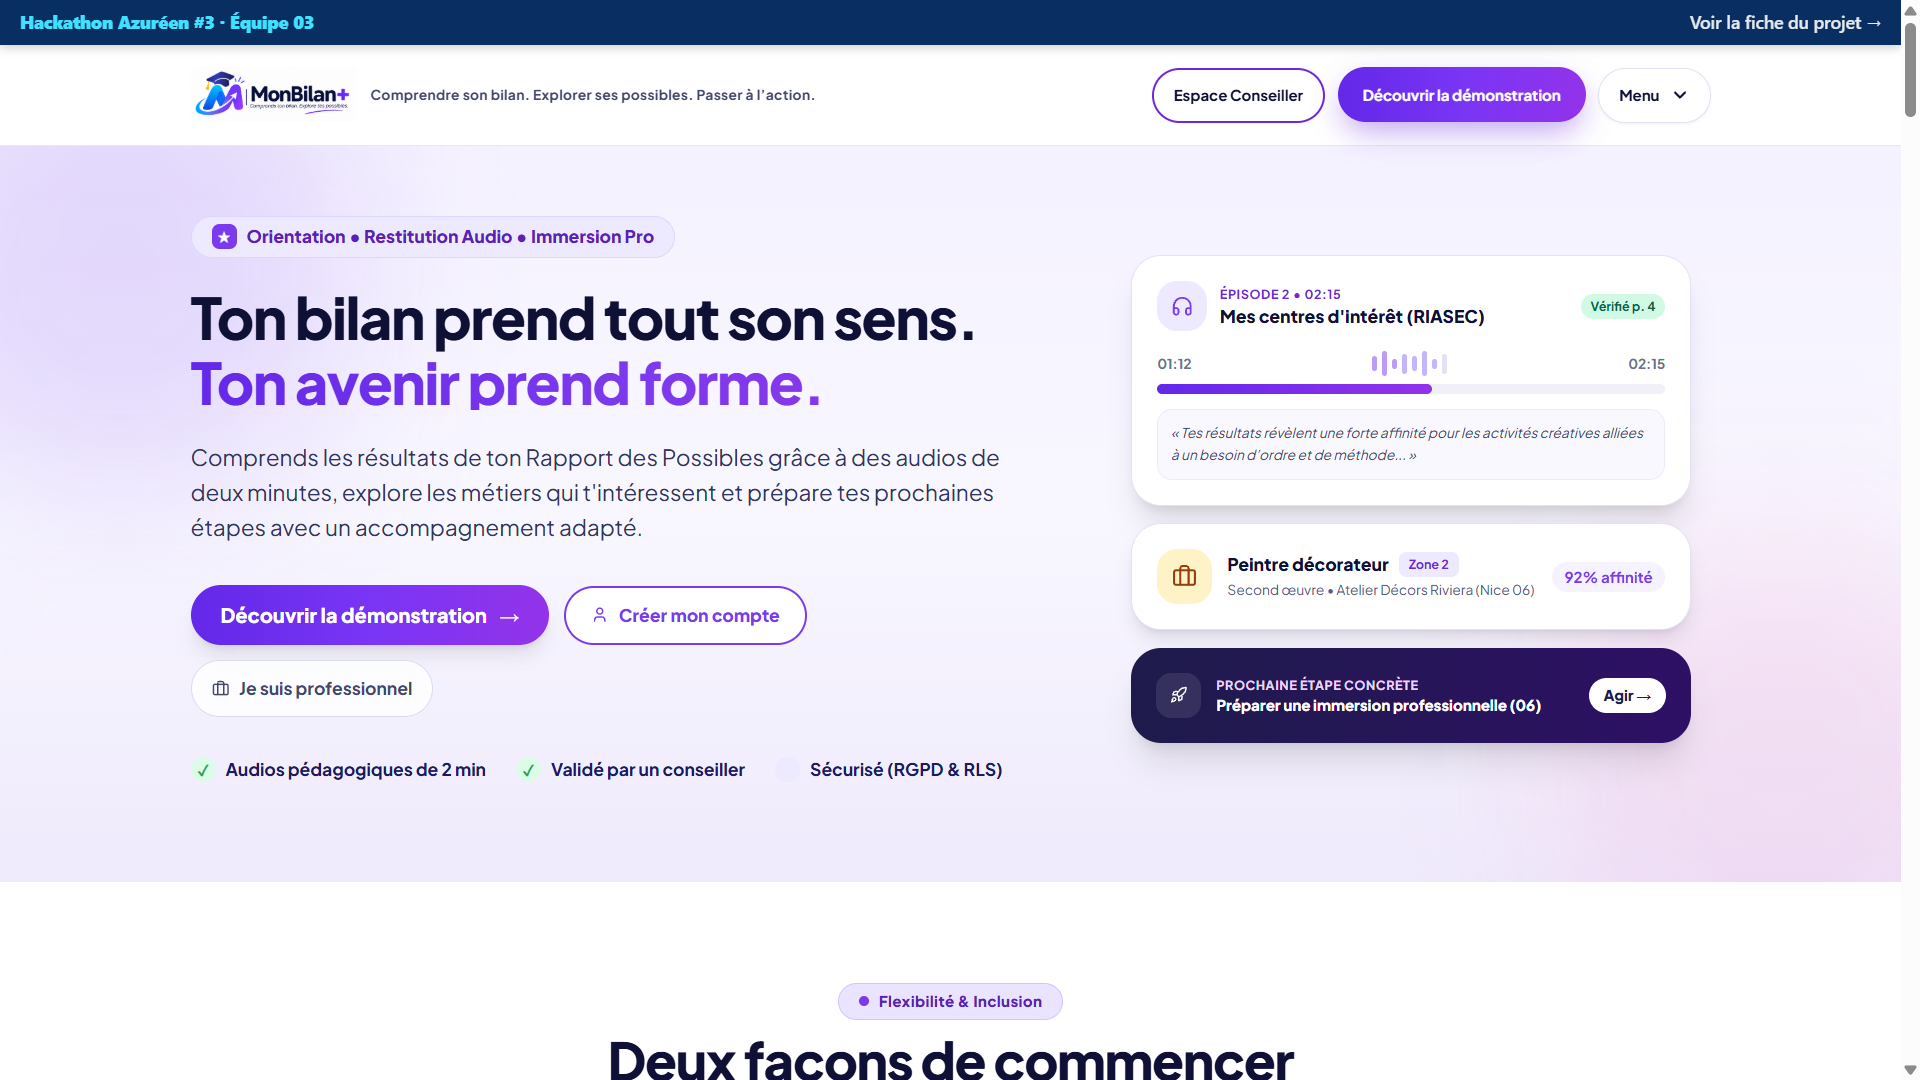 Hackathon Azuréen #3 · Équipe 03
Voir la fiche du projet →
MonBilan+
Comprendre son bilan. Explorer ses possibles. Passer à l’action.
Espace Conseiller
Découvrir la démonstration
Menu
Orientation ● Restitution Audio ● Immersion Pro
Ton bilan prend tout son sens.
Ton avenir prend forme.
Comprends les résultats de ton Rapport des Possibles grâce à des audios de
deux minutes, explore les métiers qui t'intéressent et prépare tes prochaines
étapes avec un accompagnement adapté.
Découvrir la démonstration →
Créer mon compte
Je suis professionnel
✓ Audios pédagogiques de 2 min
✓ Validé par un conseiller
Sécurisé (RGPD & RLS)
ÉPISODE 2 ● 02:15
Mes centres d'intérêt (RIASEC)
Vérifié p. 4
01:12
02:15
« Tes résultats révèlent une forte affinité pour les activités créatives alliées
à un besoin d'ordre et de méthode... »
Peintre décorateur
Zone 2
Second œuvre • Atelier Décors Riviera (Nice 06)
92% affinité
PROCHAINE ÉTAPE CONCRÈTE
Préparer une immersion professionnelle (06)
Agir →
Flexibilité & Inclusion
Deux façons de commencer